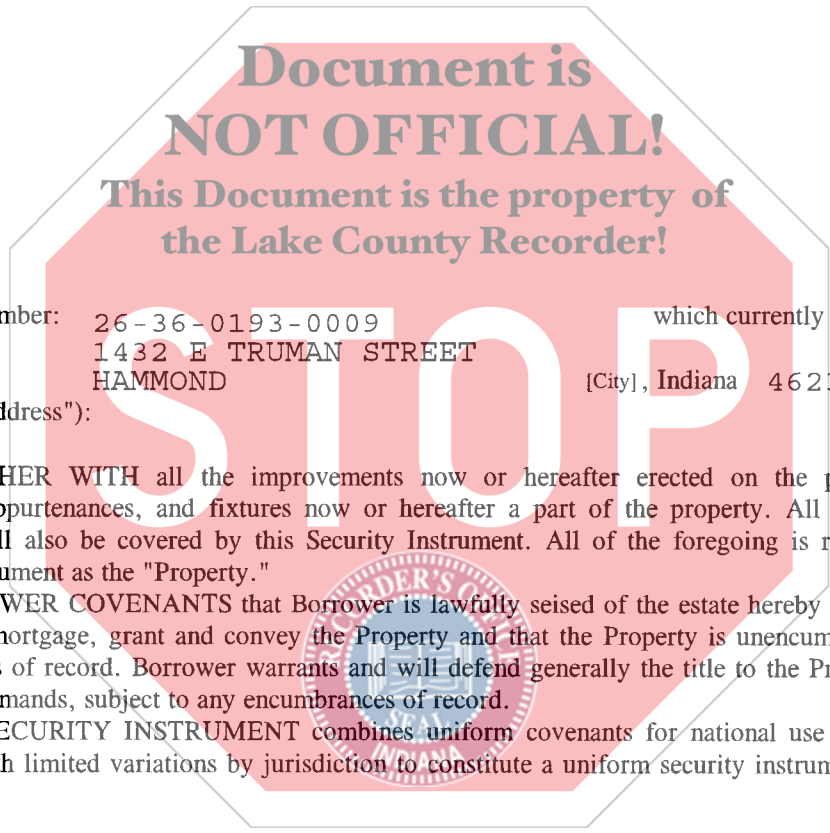 Document is
NOT OFFICIAL!
This Document is the property of
the Lake County Recorder!
STOP
mber: 26-36-0193-0009 which currently
1432 E TRUMAN STREET
HAMMOND [City], Indiana 4623
ddress"):
HER WITH all the improvements now or hereafter erected on the p
ppurtenances, and fixtures now or hereafter a part of the property. All
ll also be covered by this Security Instrument. All of the foregoing is r
ument as the "Property."
WER COVENANTS that Borrower is lawfully seised of the estate hereby
mortgage, grant and convey the Property and that the Property is unencum
s of record. Borrower warrants and will defend generally the title to the Pr
mands, subject to any encumbrances of record.
ECURITY INSTRUMENT combines uniform covenants for national use
h limited variations by jurisdiction to constitute a uniform security instrum
RECORDER'S OFFICE
SEAL
INDIANA